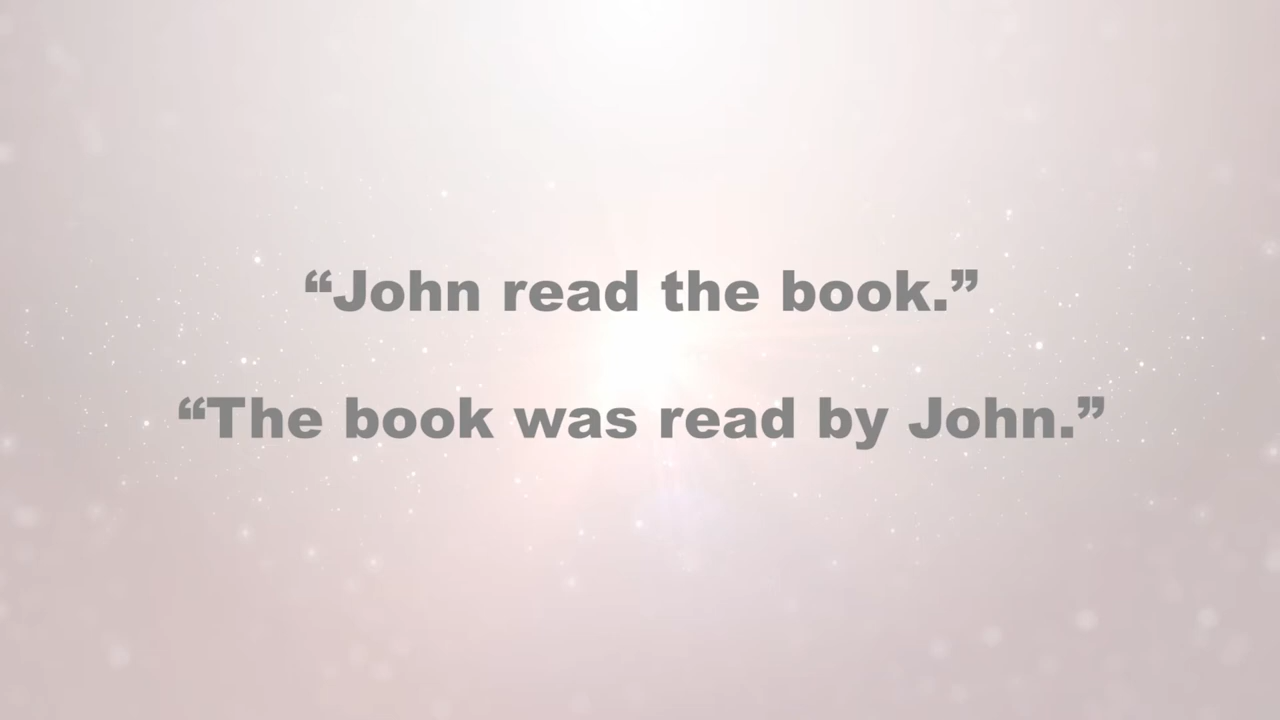 “John read the book.”
“The book was read by John.”